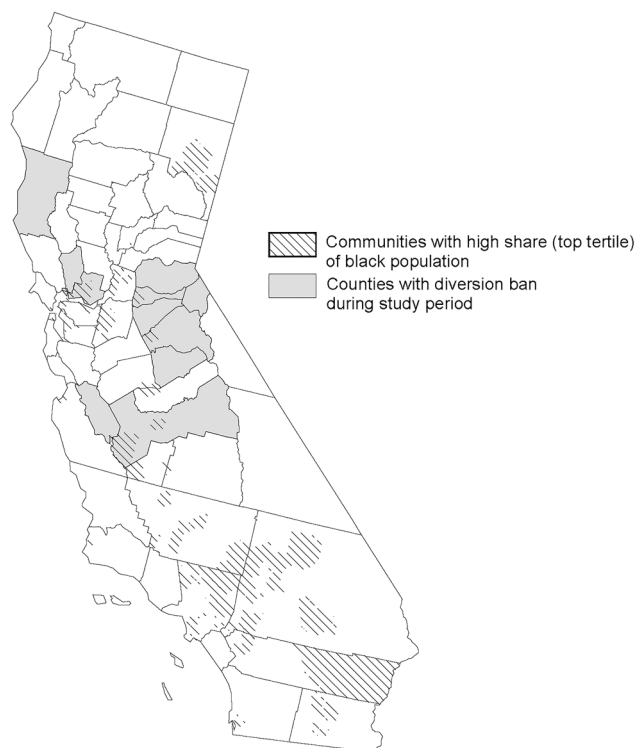 Communities with high share (top tertile)
of black population
Counties with diversion ban
during study period